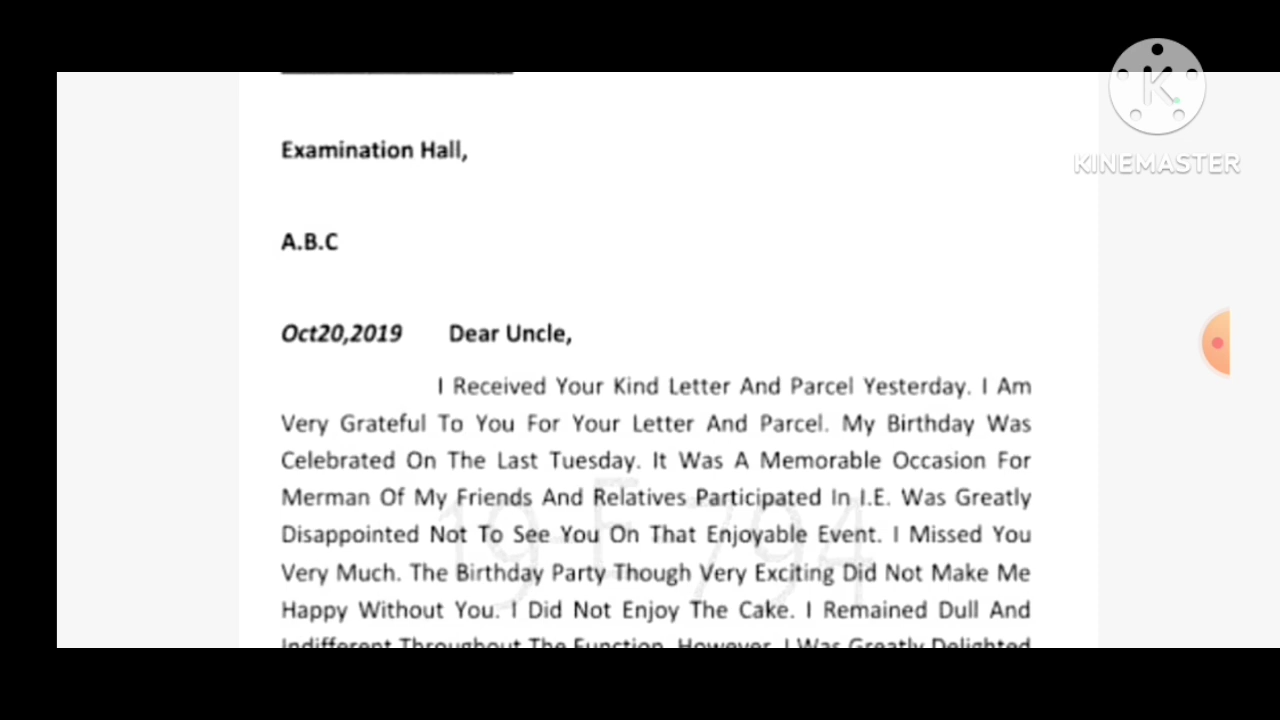 KINEMASTER
Examination Hall,
A.B.C
Oct20,2019 Dear Uncle,
I Received Your Kind Letter And Parcel Yesterday. I Am
Very Grateful To You For Your Letter And Parcel. My Birthday Was
Celebrated On The Last Tuesday. It Was A Memorable Occasion For
Merman Of My Friends And Relatives Participated In I.E. Was Greatly
Disappointed Not To See You On That Enjoyable Event. I Missed You
Very Much. The Birthday Party Though Very Exciting Did Not Make Me
Happy Without You. I Did Not Enjoy The Cake. I Remained Dull And
Indifferent Throughout The Function. However, I Was Greatly Delighted
19-E-794